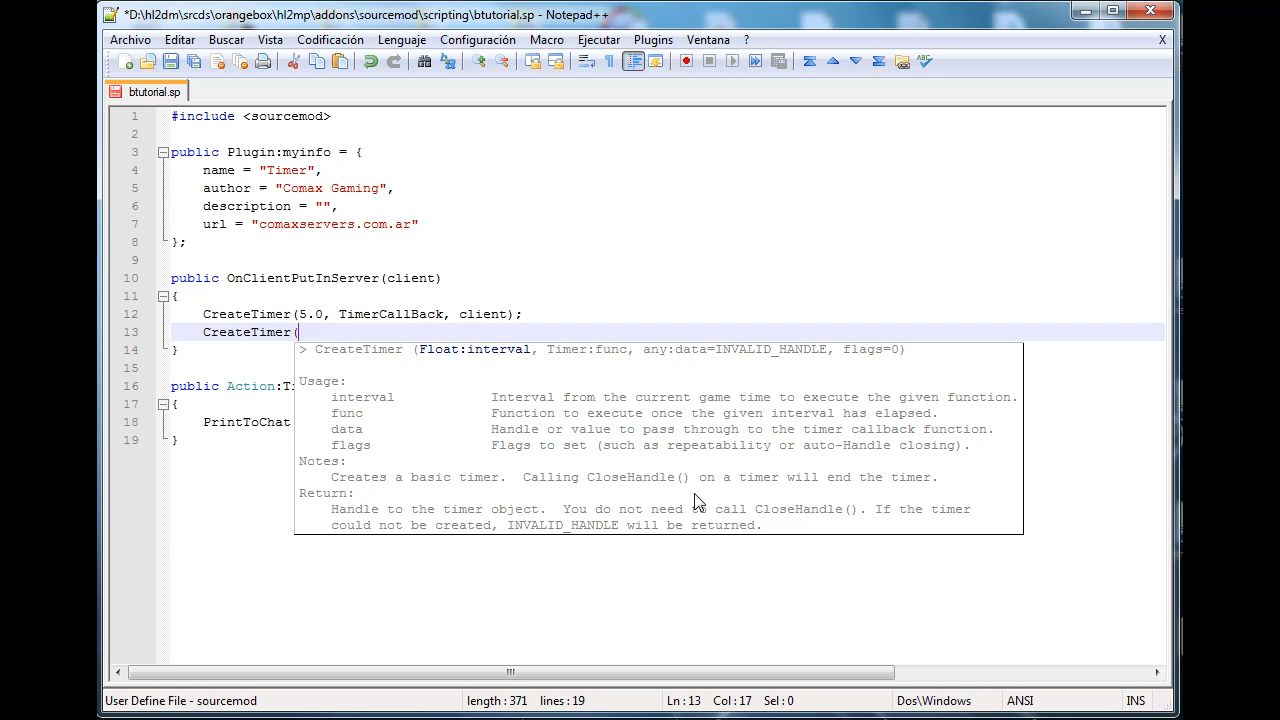 *D:\hl2dm\srcds\orangebox\hl2mp\addons\sourcemod\scripting\btutorial.sp - Notepad++
Archivo Editar Buscar Vista Codificación Lenguaje Configuración Macro Ejecutar Plugins Ventana ? X
btutorial.sp
1 #include <sourcemod>
2
3 public Plugin:myinfo = {
4 name = "Timer",
5 author = "Comax Gaming",
6 description = "",
7 url = "comaxservers.com.ar"
8 };
9
10 public OnClientPutInServer(client)
11 {
12 CreateTimer(5.0, TimerCallBack, client);
13 CreateTimer(
14 }
> CreateTimer (Float:interval, Timer:func, any:data=INVALID_HANDLE, flags=0)
15
16 public Action:Ti
17 {
18 PrintToChat
19 }
Usage:
interval Interval from the current game time to execute the given function.
func Function to execute once the given interval has elapsed.
data Handle or value to pass through to the timer callback function.
flags Flags to set (such as repeatability or auto-Handle closing).
Notes:
Creates a basic timer. Calling CloseHandle() on a timer will end the timer.
Return:
Handle to the timer object. You do not need to call CloseHandle(). If the timer
could not be created, INVALID_HANDLE will be returned.
User Define File - sourcemod length : 371 lines : 19 Ln : 13 Col : 17 Sel : 0 Dos\Windows ANSI INS